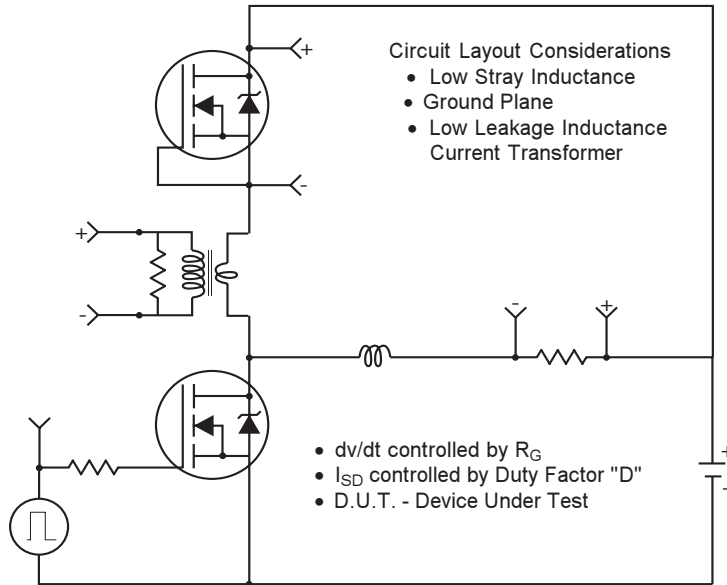 +
Circuit Layout Considerations
• Low Stray Inductance
• Ground Plane
• Low Leakage Inductance
Current Transformer
-
+
-
- +
• dv/dt controlled by RG
• ISD controlled by Duty Factor "D"
• D.U.T. - Device Under Test
+
-